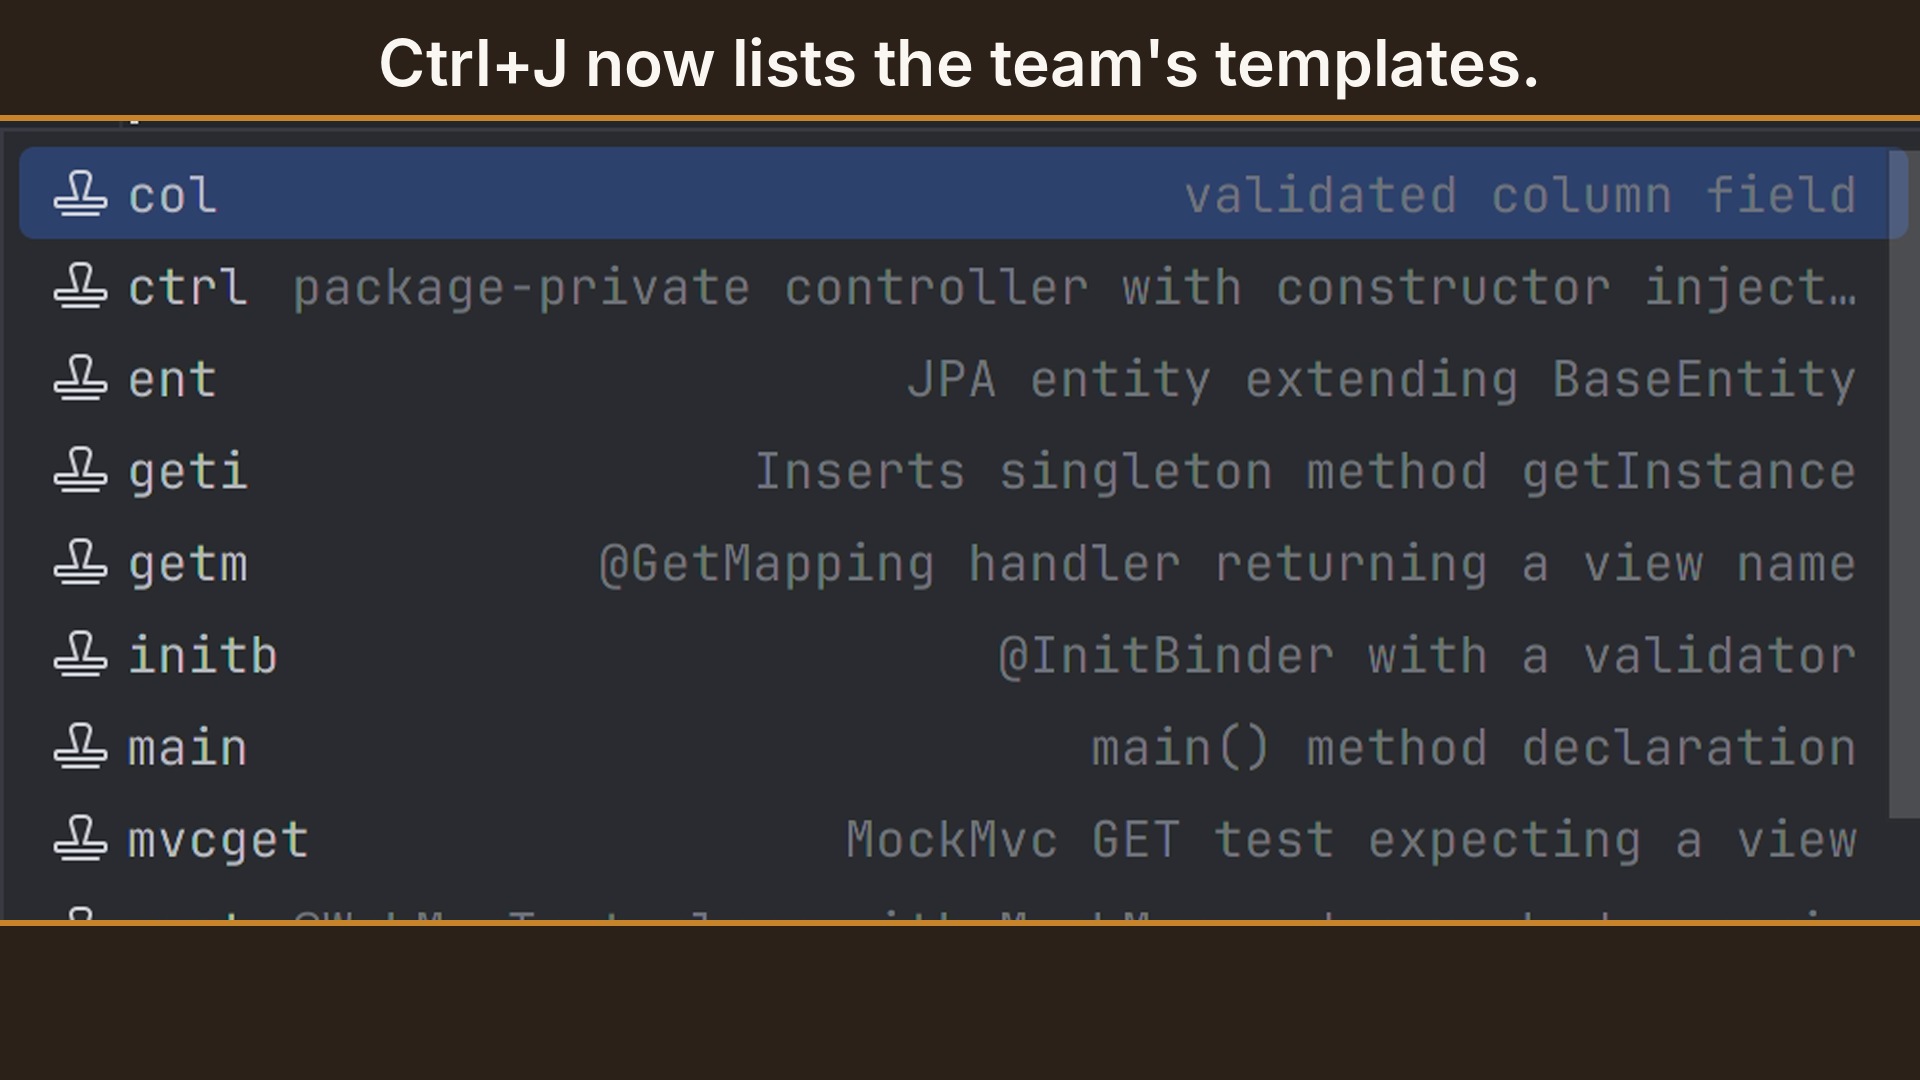 Ctrl+J now lists the team's templates.
col validated column field
ctrl package-private controller with constructor inject…
ent JPA entity extending BaseEntity
geti Inserts singleton method getInstance
getm @GetMapping handler returning a view name
initb @InitBinder with a validator
main main() method declaration
mvcget MockMvc GET test expecting a view